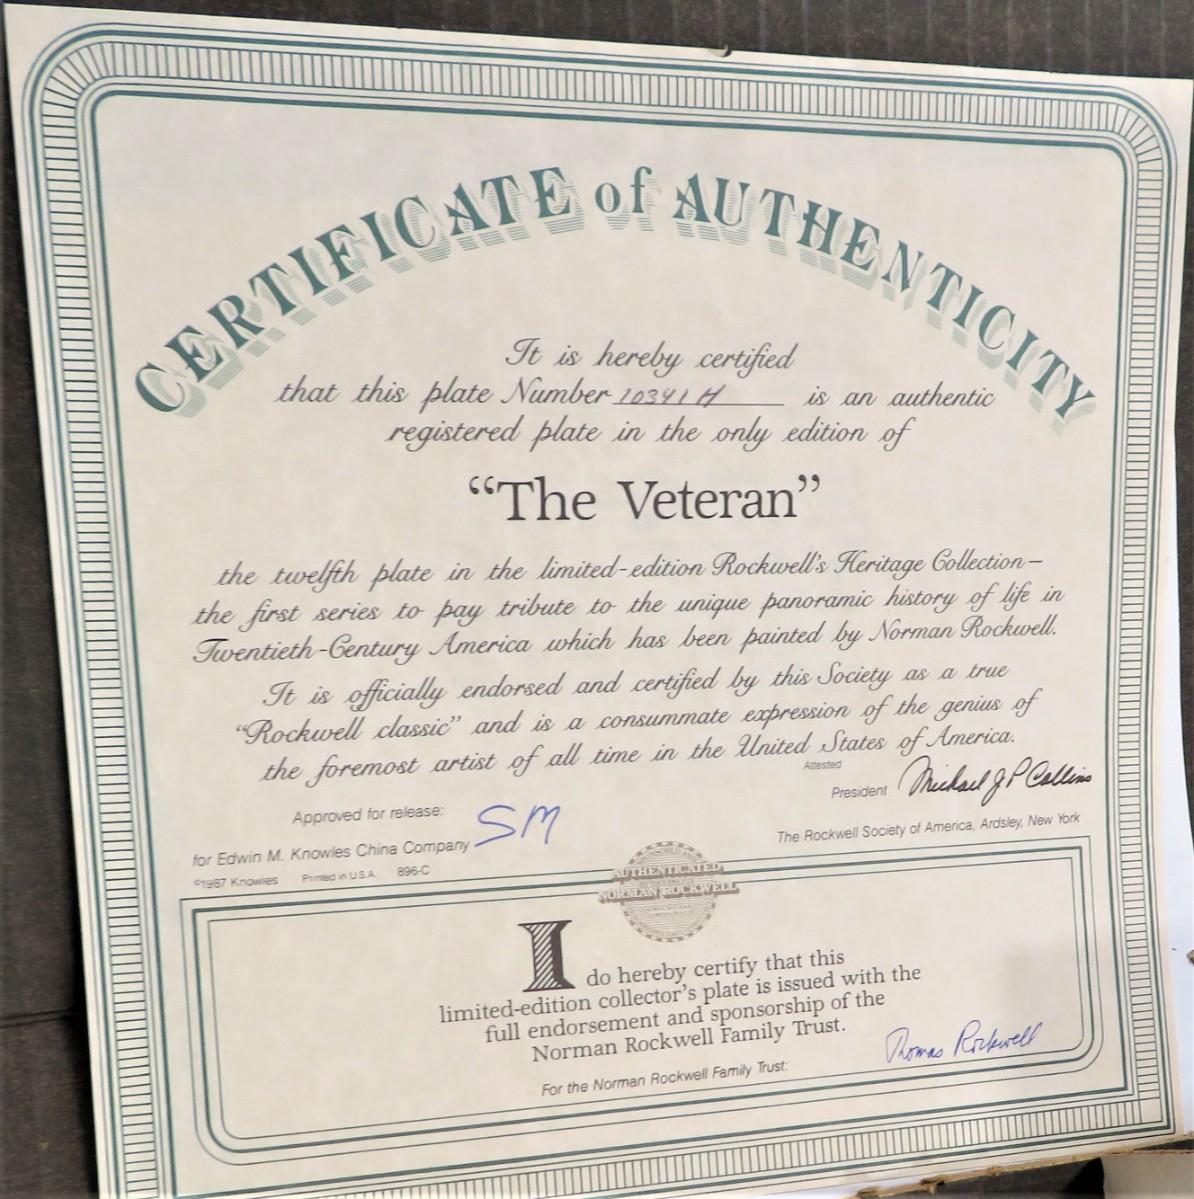 CERTIFICATE of AUTHENTICITY
It is hereby certified
that this plate Number 10341 H is an authentic
registered plate in the only edition of
“The Veteran”
the twelfth plate in the limited-edition Rockwell's Heritage Collection—
the first series to pay tribute to the unique panoramic history of life in
Twentieth-Century America which has been painted by Norman Rockwell.
It is officially endorsed and certified by this Society as a true
“Rockwell classic” and is a consummate expression of the genius of
the foremost artist of all time in the United States of America.
Attested
President Michael J P Collins
The Rockwell Society of America, Ardsley, New York
Approved for release: SM
for Edwin M. Knowles China Company
©1987 Knowles Printed in U.S.A. 896-C
AUTHENTICATED
NORMAN ROCKWELL
I do hereby certify that this
limited-edition collector's plate is issued with the
full endorsement and sponsorship of the
Norman Rockwell Family Trust.
For the Norman Rockwell Family Trust: Thomas Rockwell